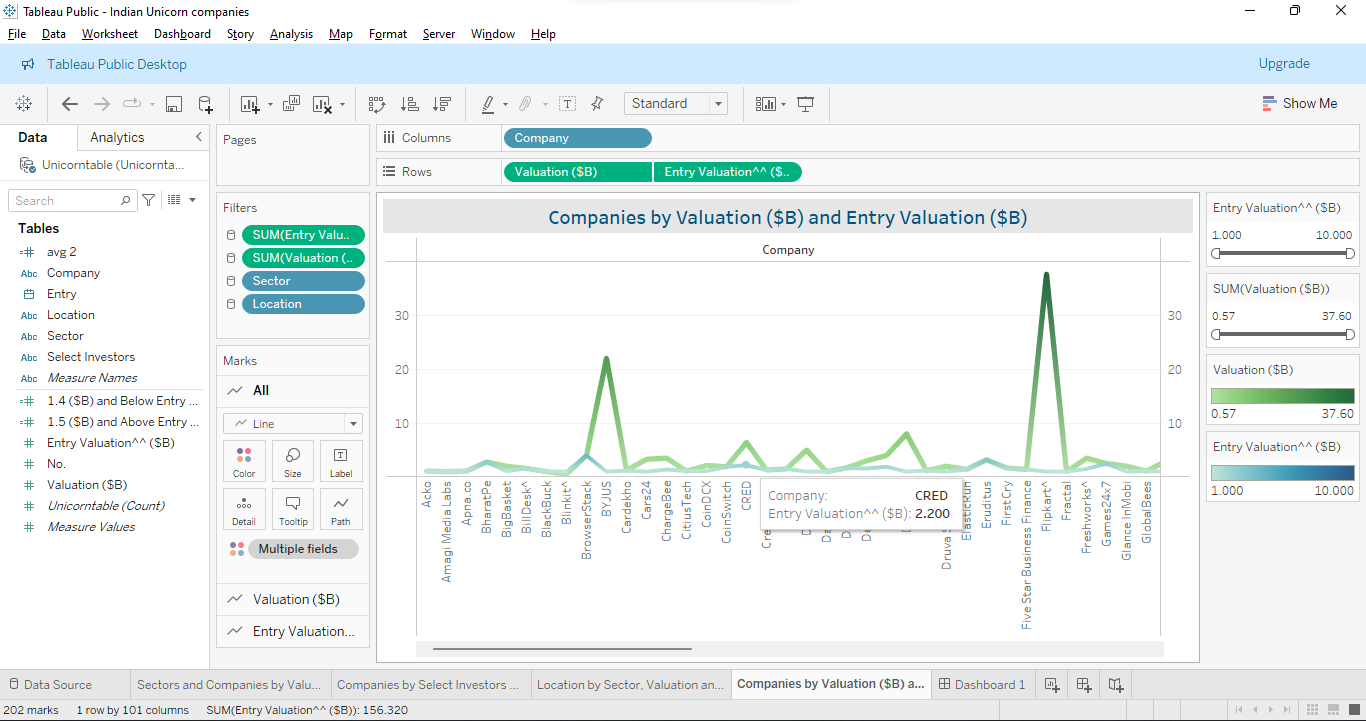 Tableau Public - Indian Unicorn companies
File Data Worksheet Dashboard Story Analysis Map Format Server Window Help
Tableau Public Desktop
Upgrade
Standard
Show Me
Data
Analytics
Unicorntable (Unicornta...
Search
Tables
avg 2
Abc Company
Entry
Abc Location
Abc Sector
Abc Select Investors
Abc Measure Names
1.4 ($B) and Below Entry ...
1.5 ($B) and Above Entry ...
Entry Valuation^^ ($B)
No.
Valuation ($B)
Unicorntable (Count)
Measure Values
Pages
Filters
SUM(Entry Valu..
SUM(Valuation (..
Sector
Location
Marks
All
Line
Color
Size
Label
Detail
Tooltip
Path
Multiple fields
Valuation ($B)
Entry Valuation...
Columns
Company
Rows
Valuation ($B)
Entry Valuation^^ ($..
Companies by Valuation ($B) and Entry Valuation ($B)
Company
30
20
10
30
20
10
Acko
Amagi Media Labs
Apna.co
BharatPe
BigBasket
BillDesk^
BlackBuck
Blinkit^
BrowserStack
BYJUS
Cardekho
Cars24
ChargeBee
CitiusTech
CoinDCX
CoinSwitch
CRED
Druva
ElasticRun
Eruditus
FirstCry
Five Star Business Finance
Flipkart^
Fractal
Freshworks^
Games24x7
Glance InMobi
GlobalBees
Company: CRED
Entry Valuation^^ ($B): 2.200
Entry Valuation^^ ($B)
1.000 10.000
SUM(Valuation ($B))
0.57 37.60
Valuation ($B)
0.57 37.60
Entry Valuation^^ ($B)
1.000 10.000
Data Source
Sectors and Companies by Valu...
Companies by Select Investors ...
Location by Sector, Valuation an...
Companies by Valuation ($B) a...
Dashboard 1
202 marks 1 row by 101 columns SUM(Entry Valuation^^ ($B)): 156.320